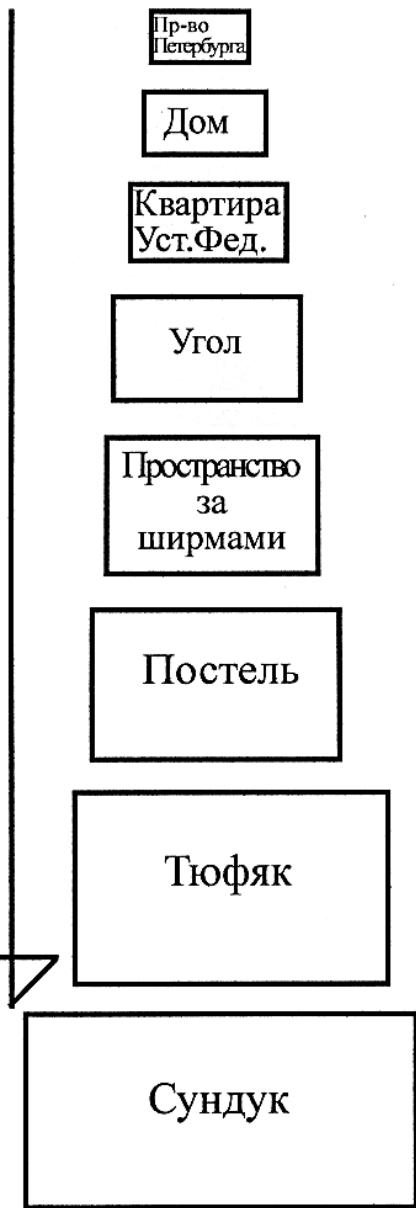 Пр-во
Петербурга
Дом
Квартира
Уст.Фед.
Угол
Пространство
за
ширмами
Постель
Тюфяк
Сундук